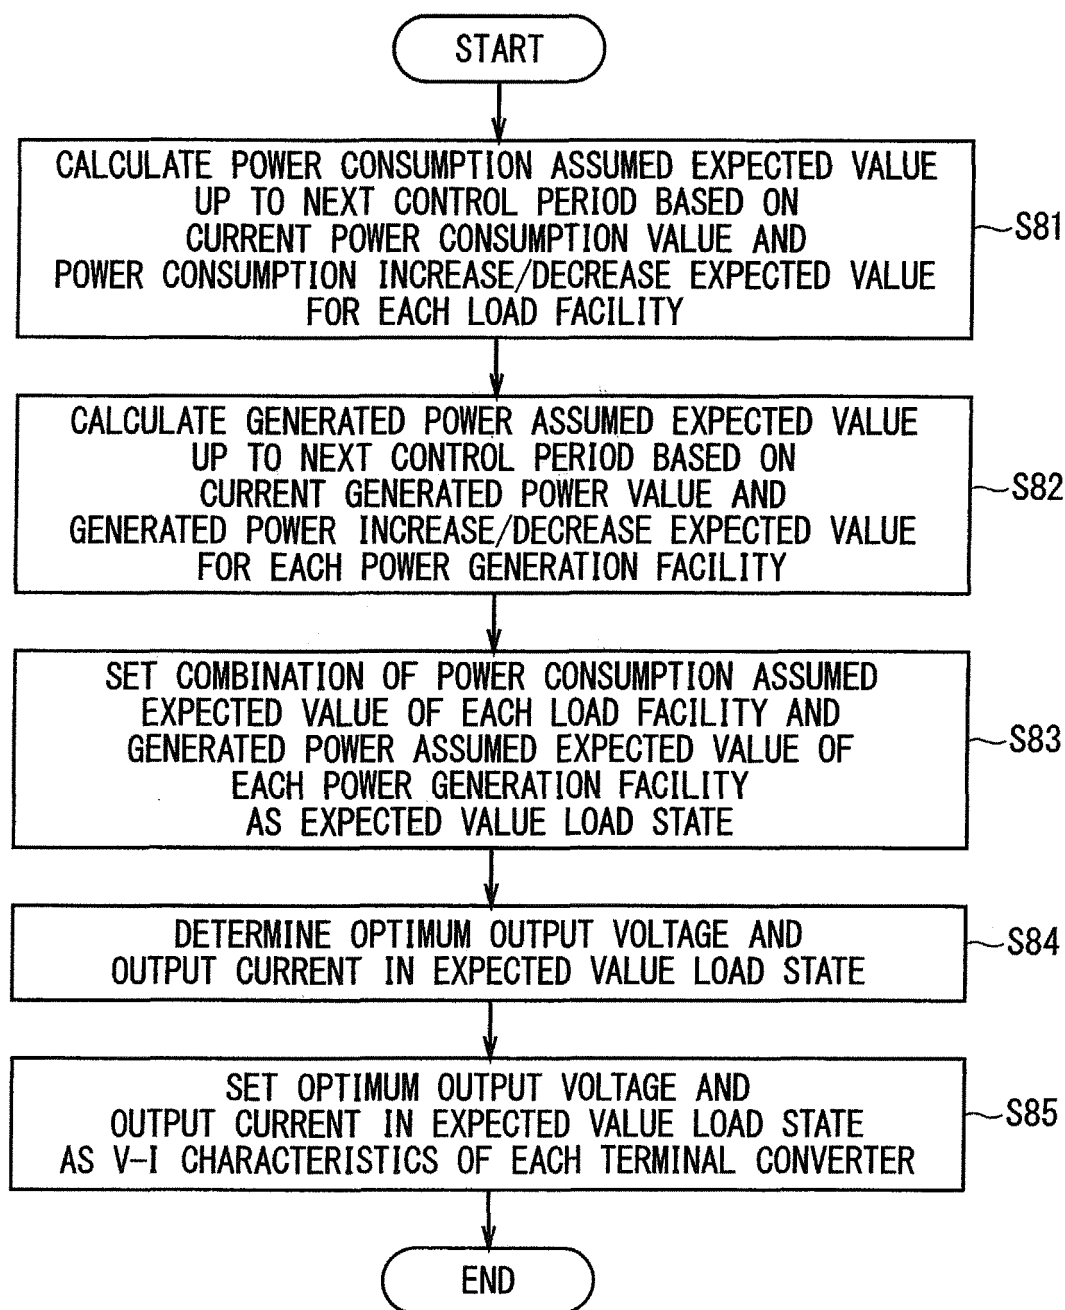 START
CALCULATE POWER CONSUMPTION ASSUMED EXPECTED VALUE
UP TO NEXT CONTROL PERIOD BASED ON
CURRENT POWER CONSUMPTION VALUE AND
POWER CONSUMPTION INCREASE/DECREASE EXPECTED VALUE
FOR EACH LOAD FACILITY
S81
CALCULATE GENERATED POWER ASSUMED EXPECTED VALUE
UP TO NEXT CONTROL PERIOD BASED ON
CURRENT GENERATED POWER VALUE AND
GENERATED POWER INCREASE/DECREASE EXPECTED VALUE
FOR EACH POWER GENERATION FACILITY
S82
SET COMBINATION OF POWER CONSUMPTION ASSUMED
EXPECTED VALUE OF EACH LOAD FACILITY AND
GENERATED POWER ASSUMED EXPECTED VALUE OF
EACH POWER GENERATION FACILITY
AS EXPECTED VALUE LOAD STATE
S83
DETERMINE OPTIMUM OUTPUT VOLTAGE AND
OUTPUT CURRENT IN EXPECTED VALUE LOAD STATE
S84
SET OPTIMUM OUTPUT VOLTAGE AND
OUTPUT CURRENT IN EXPECTED VALUE LOAD STATE
AS V-I CHARACTERISTICS OF EACH TERMINAL CONVERTER
S85
END